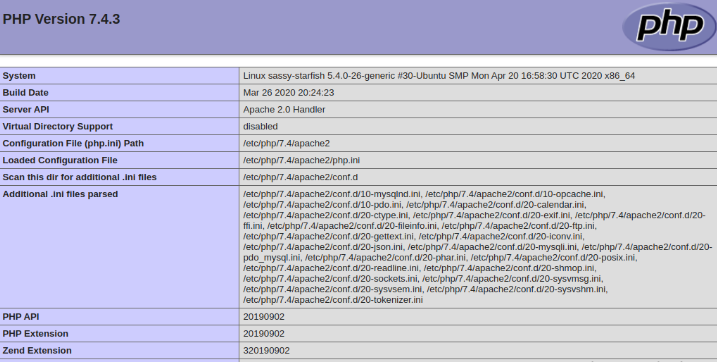 PHP Version 7.4.3
php
System Linux sassy-starfish 5.4.0-26-generic #30-Ubuntu SMP Mon Apr 20 16:58:30 UTC 2020 x86_64
Build Date Mar 26 2020 20:24:23
Server API Apache 2.0 Handler
Virtual Directory Support disabled
Configuration File (php.ini) Path /etc/php/7.4/apache2
Loaded Configuration File /etc/php/7.4/apache2/php.ini
Scan this dir for additional .ini files /etc/php/7.4/apache2/conf.d
Additional .ini files parsed /etc/php/7.4/apache2/conf.d/10-mysqlnd.ini, /etc/php/7.4/apache2/conf.d/10-opcache.ini,
/etc/php/7.4/apache2/conf.d/10-pdo.ini, /etc/php/7.4/apache2/conf.d/20-calendar.ini,
/etc/php/7.4/apache2/conf.d/20-ctype.ini, /etc/php/7.4/apache2/conf.d/20-exif.ini, /etc/php/7.4/apache2/conf.d/20-
ffi.ini, /etc/php/7.4/apache2/conf.d/20-fileinfo.ini, /etc/php/7.4/apache2/conf.d/20-ftp.ini,
/etc/php/7.4/apache2/conf.d/20-gettext.ini, /etc/php/7.4/apache2/conf.d/20-iconv.ini,
/etc/php/7.4/apache2/conf.d/20-json.ini, /etc/php/7.4/apache2/conf.d/20-mysqli.ini, /etc/php/7.4/apache2/conf.d/20-
pdo_mysql.ini, /etc/php/7.4/apache2/conf.d/20-phar.ini, /etc/php/7.4/apache2/conf.d/20-posix.ini,
/etc/php/7.4/apache2/conf.d/20-readline.ini, /etc/php/7.4/apache2/conf.d/20-shmop.ini,
/etc/php/7.4/apache2/conf.d/20-sockets.ini, /etc/php/7.4/apache2/conf.d/20-sysvmsg.ini,
/etc/php/7.4/apache2/conf.d/20-sysvsem.ini, /etc/php/7.4/apache2/conf.d/20-sysvshm.ini,
/etc/php/7.4/apache2/conf.d/20-tokenizer.ini
PHP API 20190902
PHP Extension 20190902
Zend Extension 320190902